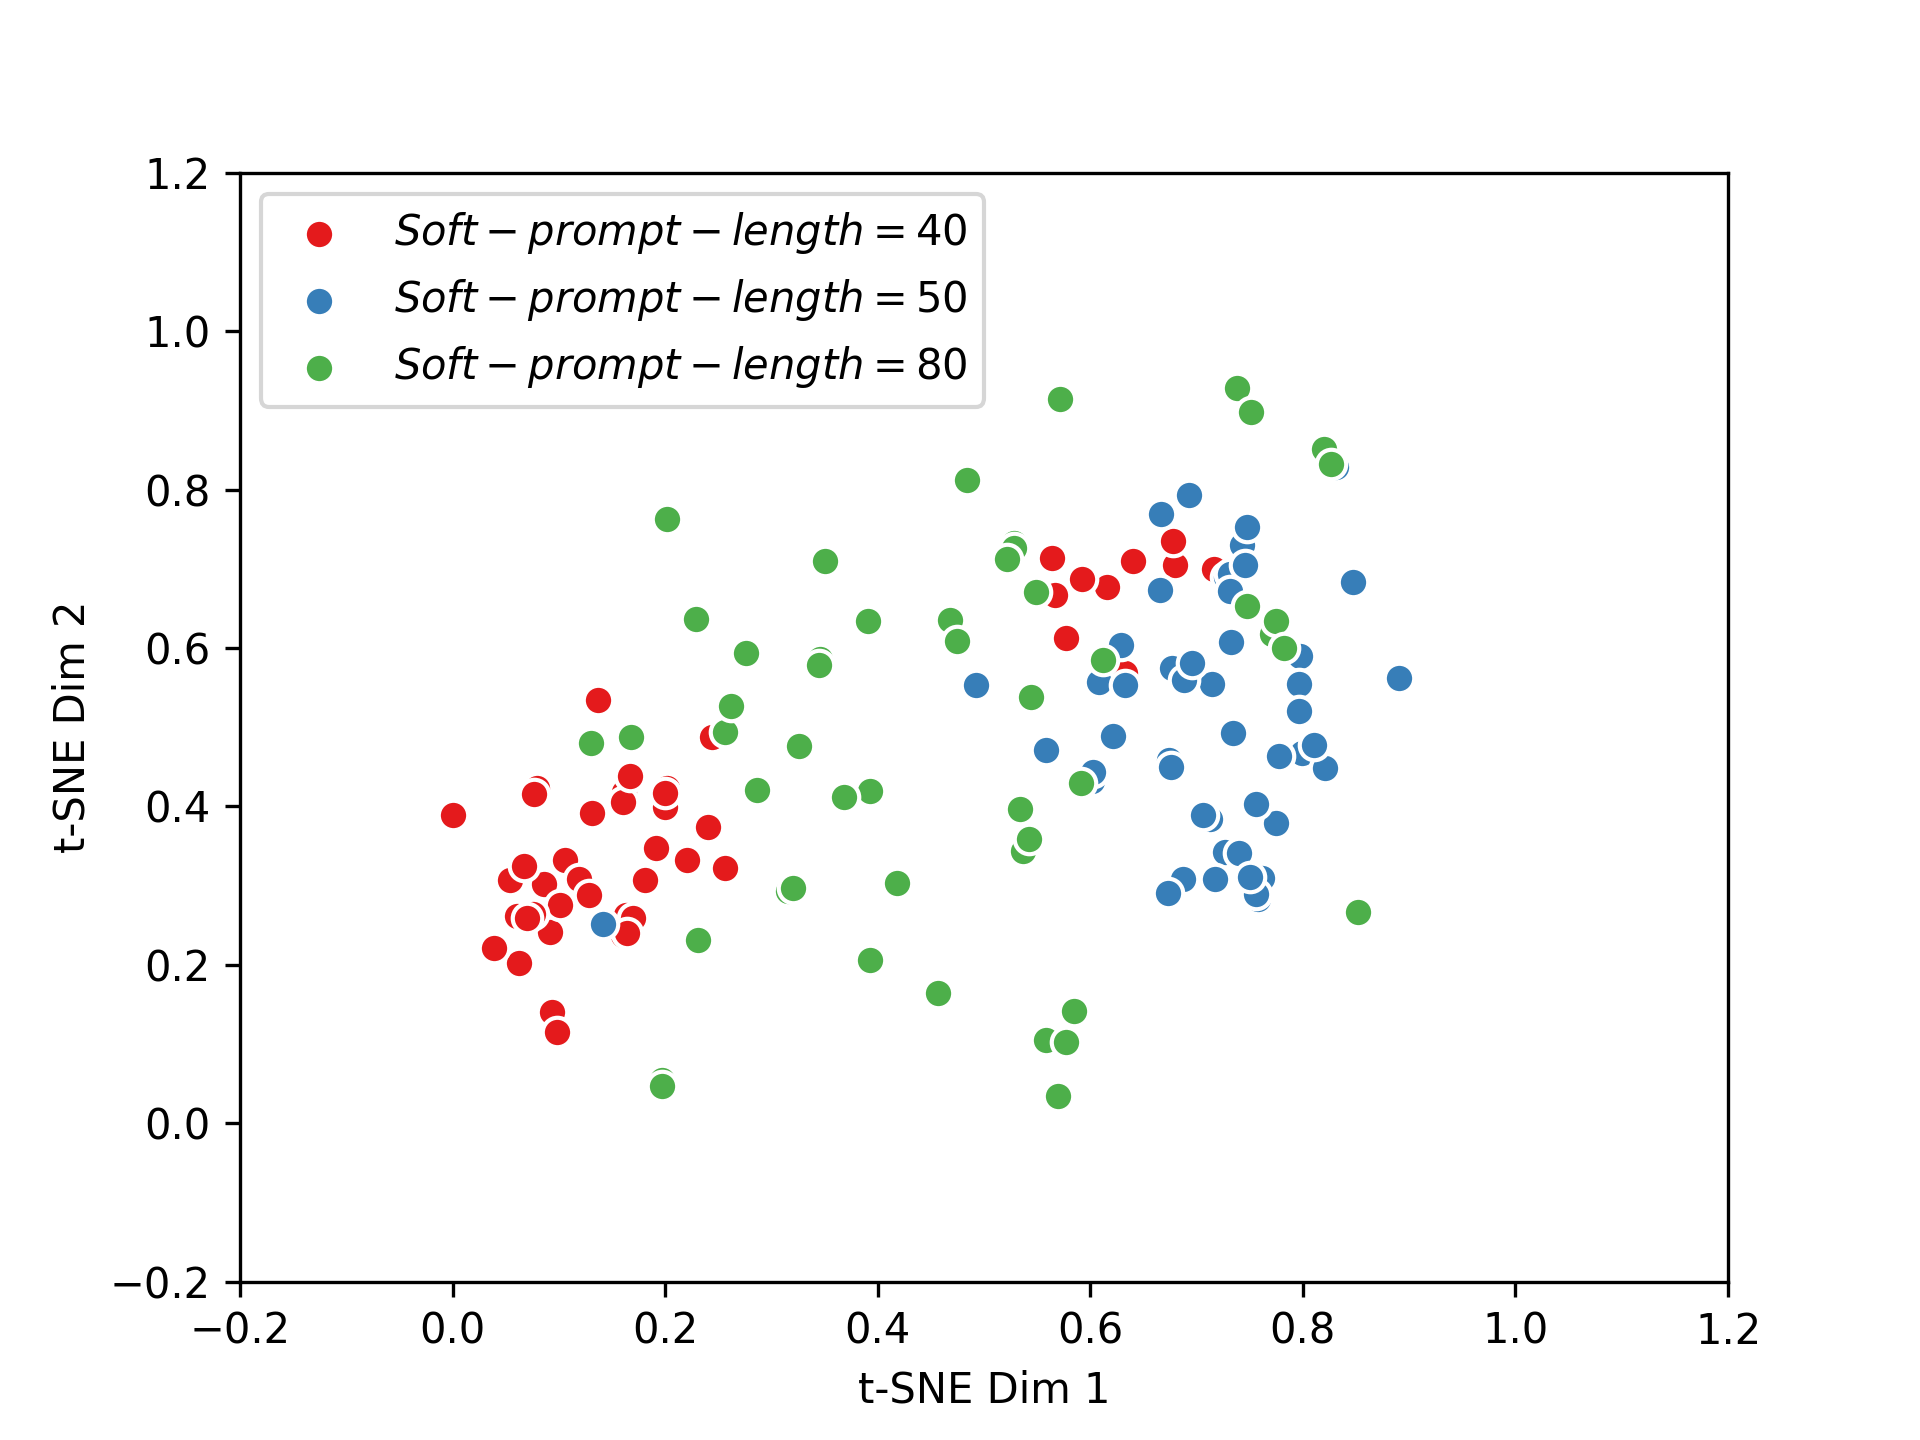 1.2
1.0
0.8
0.6
0.4
0.2
0.0
−0.2
t-SNE Dim 2
Soft − prompt − length = 40
Soft − prompt − length = 50
Soft − prompt − length = 80
−0.2 0.0 0.2 0.4 0.6 0.8 1.0 1.2
t-SNE Dim 1